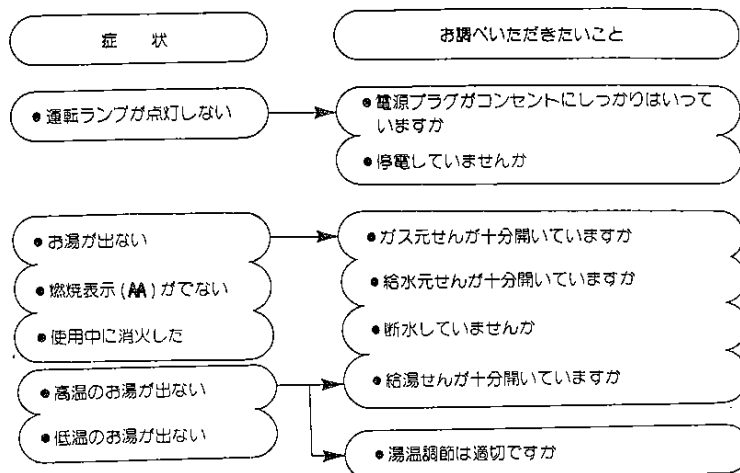 症　状
お調べいただきたいこと
●運転ランプが点灯しない
●電源プラグがコンセントにしっかりはいって
いますか
●停電していませんか
●お湯が出ない
●燃焼表示(AA)がでない
●使用中に消火した
●ガス元せんが十分開いていますか
●給水元せんが十分開いていますか
●断水していませんか
●高温のお湯が出ない
●低温のお湯が出ない
●給湯せんが十分開いていますか
●湯温調節は適切ですか